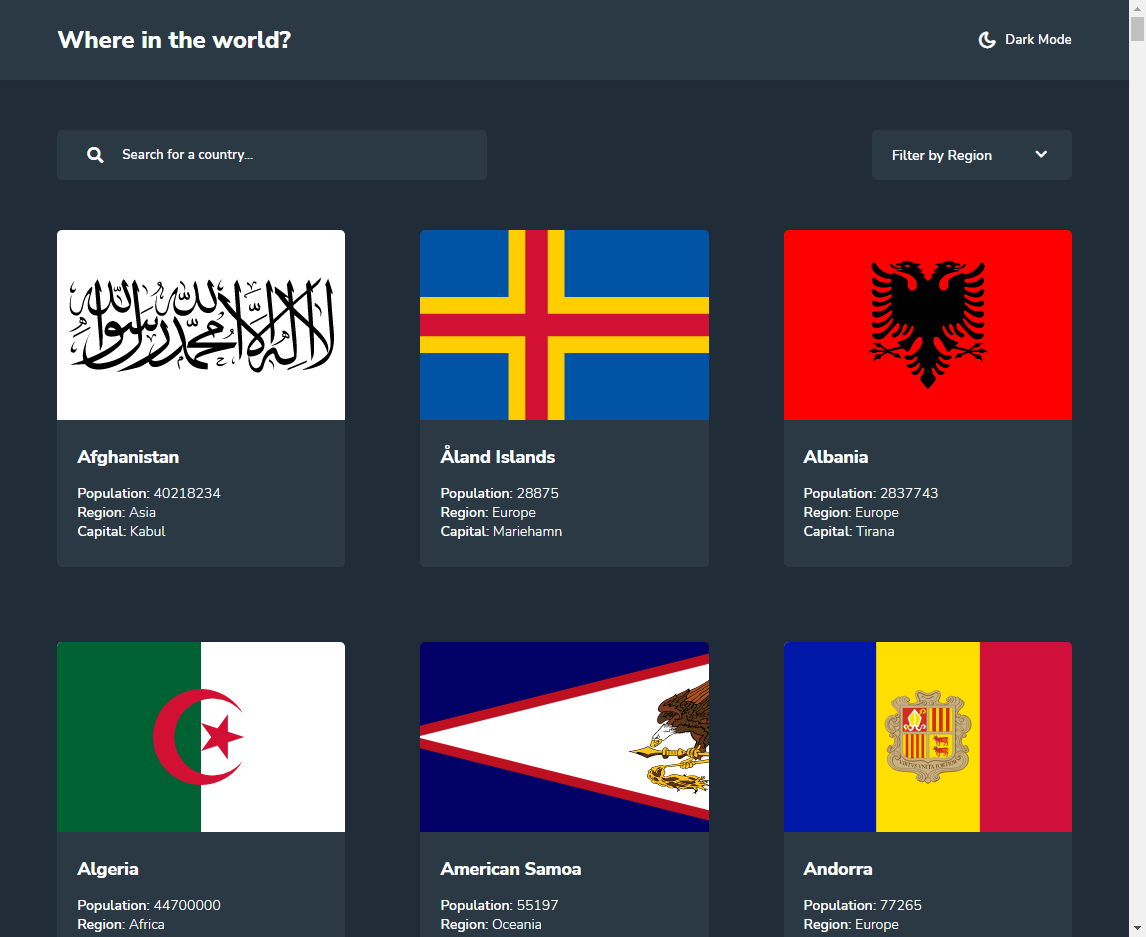 Where in the world?
Dark Mode
Search for a country...
Filter by Region
لا إله إلا الله محمد رسول الله
Afghanistan
Population: 40218234
Region: Asia
Capital: Kabul
Åland Islands
Population: 28875
Region: Europe
Capital: Mariehamn
Albania
Population: 2837743
Region: Europe
Capital: Tirana
VIRTVS VNITA FORTIOR
Algeria
Population: 44700000
Region: Africa
American Samoa
Population: 55197
Region: Oceania
Andorra
Population: 77265
Region: Europe